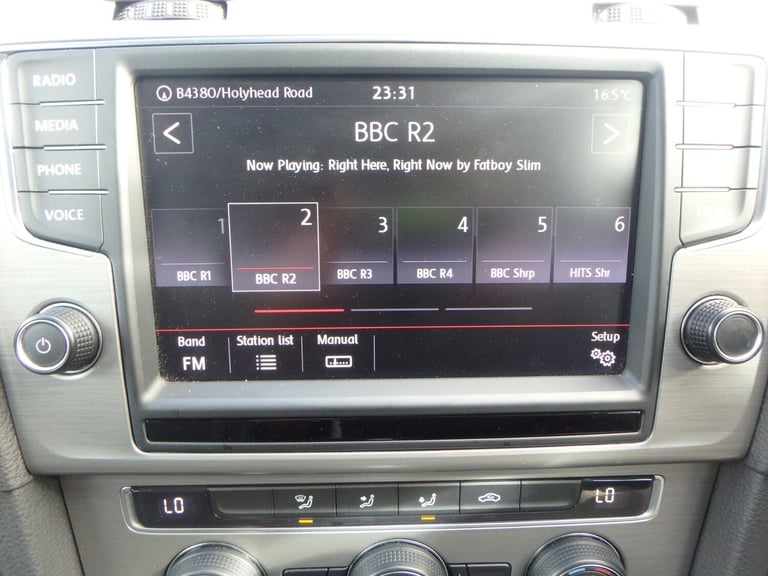 RADIO
MEDIA
PHONE
VOICE
B4380/Holyhead Road 23:31 16.5°C
BBC R2
Now Playing: Right Here, Right Now by Fatboy Slim
1 2 3 4 5 6
BBC R1 BBC R2 BBC R3 BBC R4 BBC Shrp HITS Shr
Band Station list Manual Setup
FM
LO LO